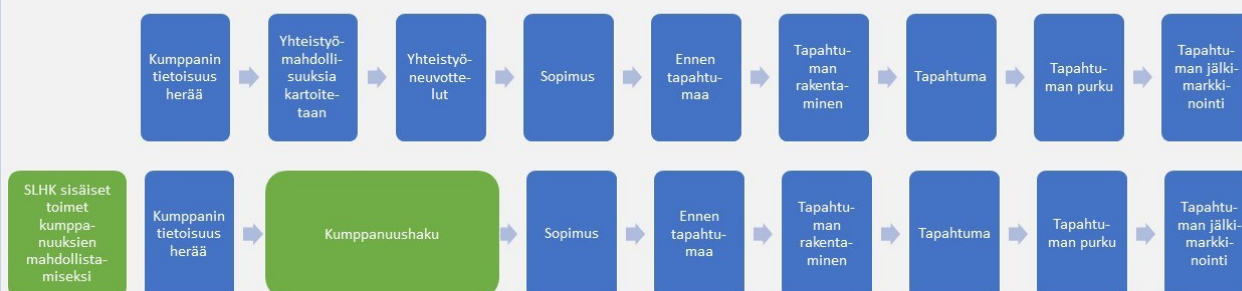 Kumppanin
tietoisuus
herää
Yhteistyö-
mahdolli-
suuksia
kartoite-
taan
Yhteistyö-
neuvotte-
lut
Sopimus
Ennen
tapahtu-
maa
Tapahtu-
man
rakenta-
minen
Tapahtuma
Tapahtu-
man purku
Tapahtu-
man jälki-
markki-
nointi
SLHK sisäiset
toimet
kumppa-
nuuksien
mahdollista-
miseksi
Kumppanin
tietoisuus
herää
Kumppanuushaku
Sopimus
Ennen
tapahtu-
maa
Tapahtu-
man
rakenta-
minen
Tapahtuma
Tapahtu-
man purku
Tapahtu-
man jälki-
markki-
nointi